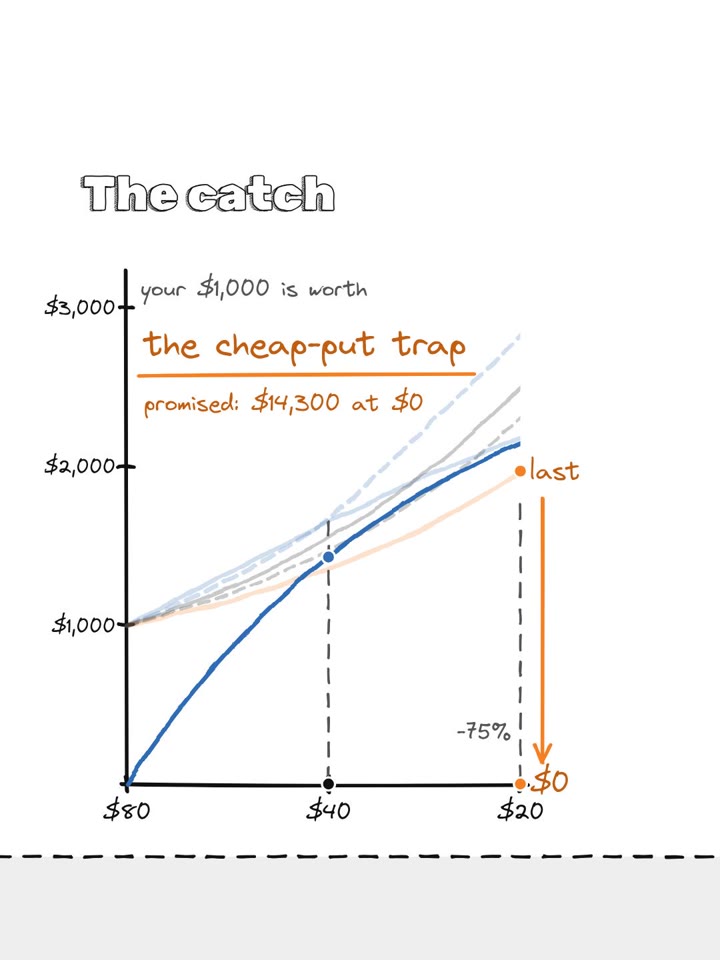 The catch
your $1,000 is worth
$3,000
the cheap-put trap
promised: $14,300 at $0
$2,000
last
$1,000
-75%
$0
$80
$40
$20